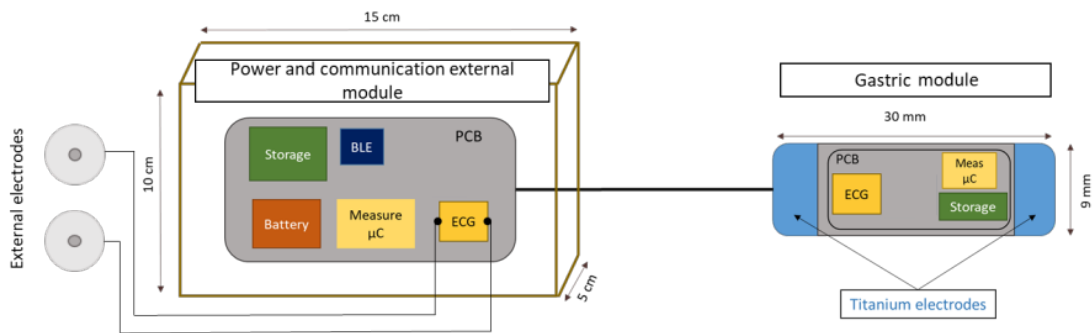 15 cm
Power and communication external
module
Gastric module
30 mm
External electrodes
10 cm
Storage
BLE
PCB
Battery
Measure
µC
ECG
5 cm
PCB
ECG
Meas
µC
Storage
9 mm
Titanium electrodes